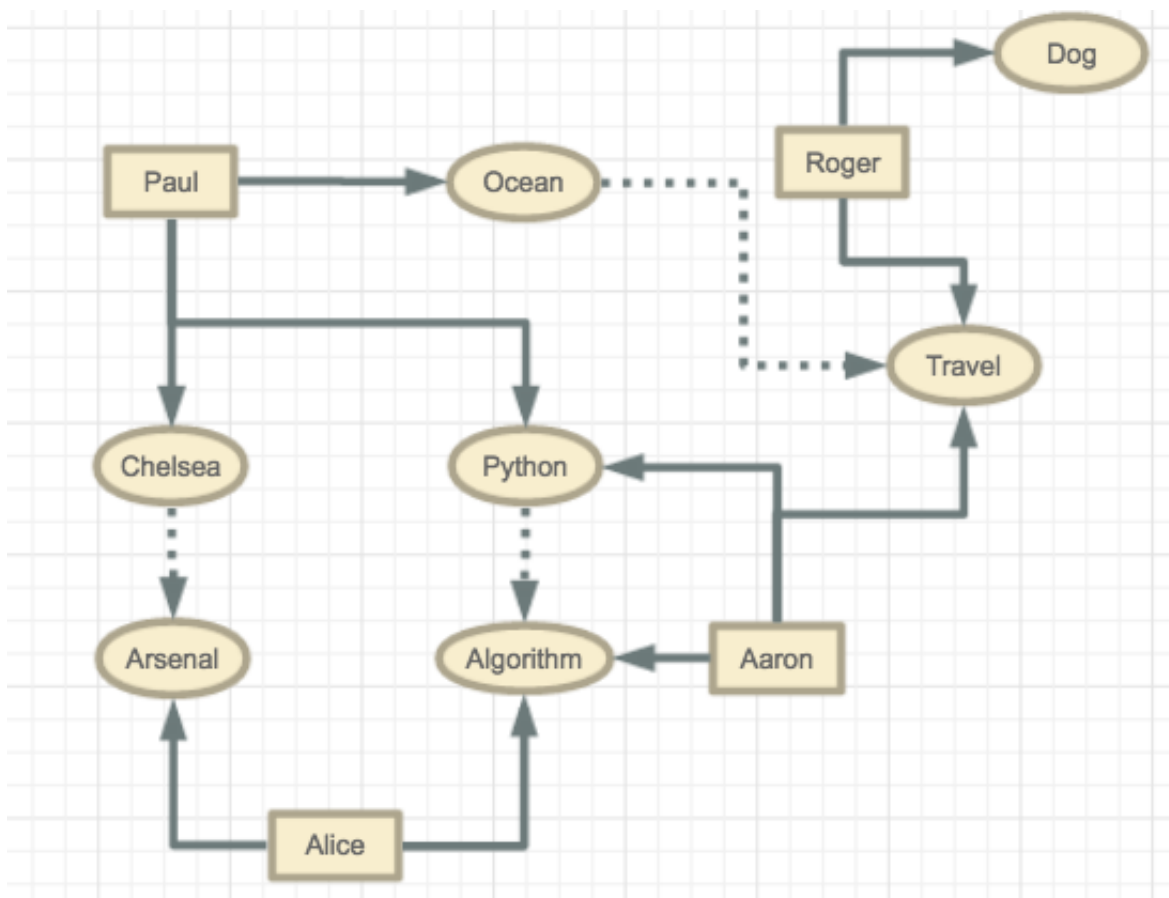 Dog
Roger
Paul
Ocean
Travel
Chelsea
Python
Arsenal
Algorithm
Aaron
Alice